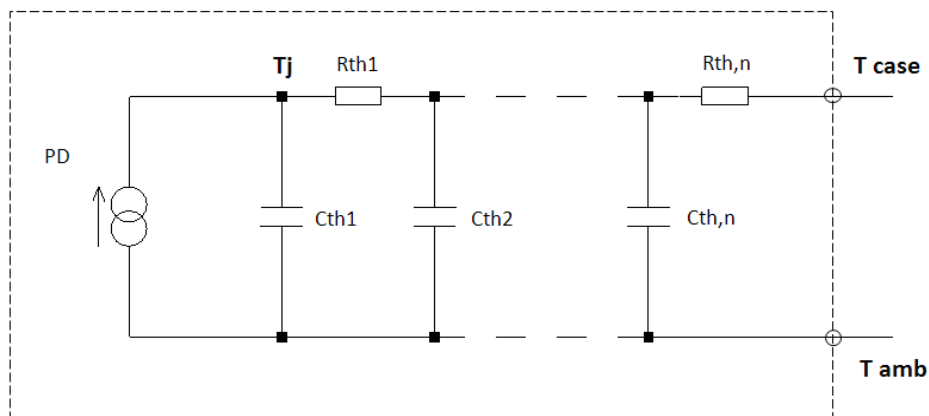 Tj
Rth1
Rth,n
T case
PD
Cth1
Cth2
Cth,n
T amb